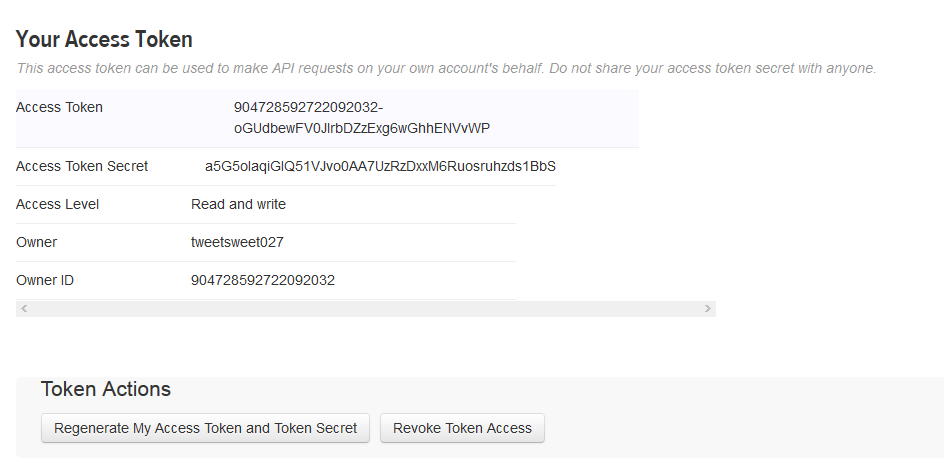 Your Access Token
This access token can be used to make API requests on your own account's behalf. Do not share your access token secret with anyone.
Access Token 904728592722092032-
Access Token Secret
Access Level Read and write
Owner tweetsweet027
Owner ID 904728592722092032
Token Actions
Regenerate My Access Token and Token Secret Revoke Token Access